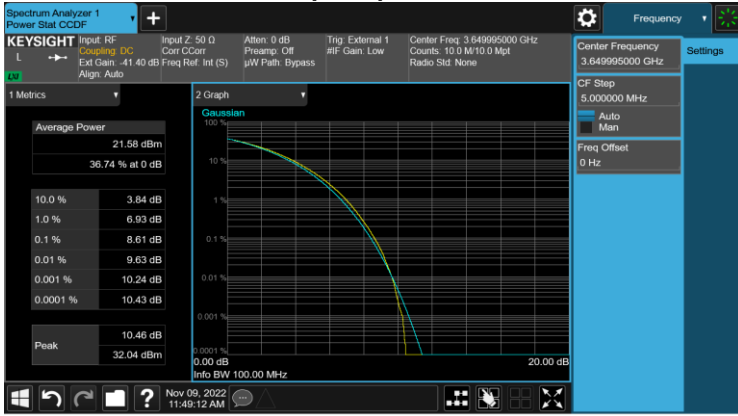 Spectrum Analyzer 1
Power Stat CCDF
Frequency
KEYSIGHT
L
Input: RF
Coupling: DC
Ext Gain: -41.40 dB
Align: Auto
Input Z: 50 Ω
Corr CCorr
Freq Ref: Int (S)
Atten: 0 dB
Preamp: Off
µW Path: Bypass
Trig: External 1
#IF Gain: Low
Center Freq: 3.649995000 GHz
Counts: 10.0 M/10.0 Mpt
Radio Std: None
Center Frequency
3.649995000 GHz
Settings
CF Step
5.000000 MHz
Auto
Man
Freq Offset
0 Hz
1 Metrics
Average Power
21.58 dBm
36.74 % at 0 dB
10.0 % 3.84 dB
1.0 % 6.93 dB
0.1 % 8.61 dB
0.01 % 9.63 dB
0.001 % 10.24 dB
0.0001 % 10.43 dB
Peak
10.46 dB
32.04 dBm
2 Graph
Gaussian
100 %
10 %
1 %
0.1 %
0.01 %
0.001 %
0.0001 %
0.00 dB 20.00 dB
Info BW 100.00 MHz
?
Nov 09, 2022
11:49:12 AM